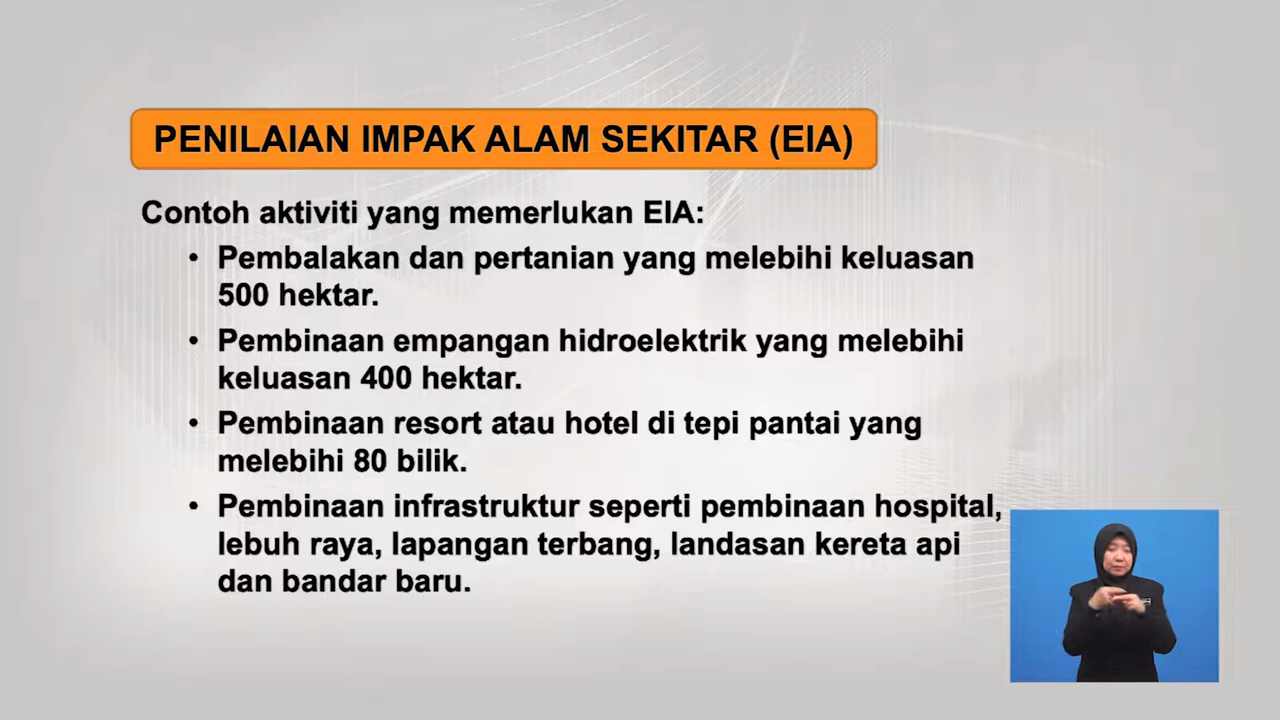 PENILAIAN IMPAK ALAM SEKITAR (EIA)
Contoh aktiviti yang memerlukan EIA:
• Pembalakan dan pertanian yang melebihi keluasan
500 hektar.
• Pembinaan empangan hidroelektrik yang melebihi
keluasan 400 hektar.
• Pembinaan resort atau hotel di tepi pantai yang
melebihi 80 bilik.
• Pembinaan infrastruktur seperti pembinaan hospital,
lebuh raya, lapangan terbang, landasan kereta api
dan bandar baru.